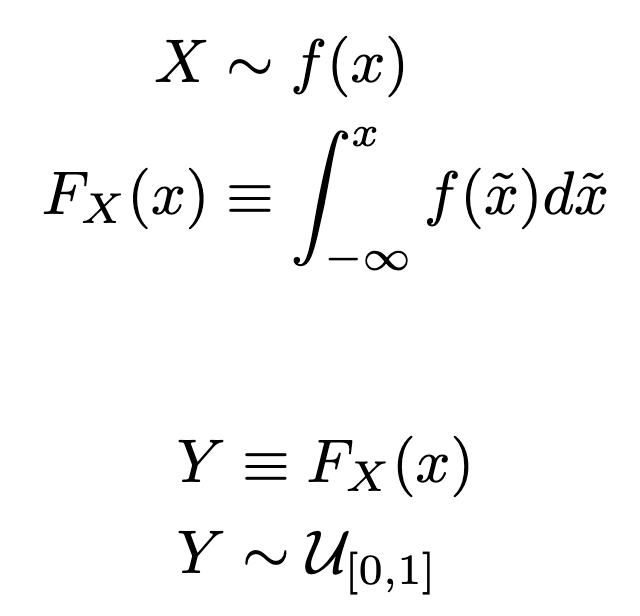 X ∼ f(x)
F_X(x) ≡ ∫_{−∞}^{x} f(x̃)dx̃
Y ≡ F_X(x)
Y ∼ 𝒰_{[0,1]}